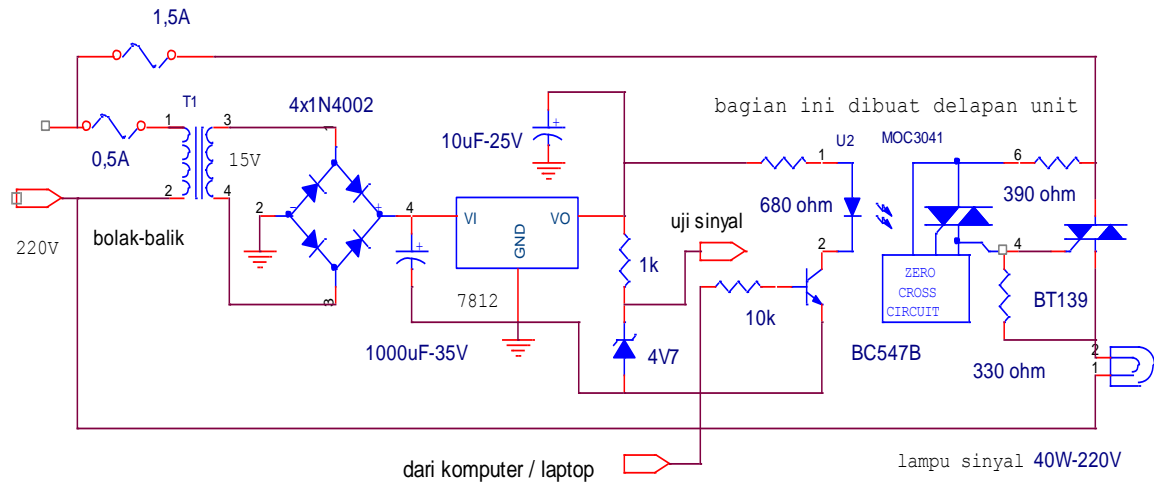 1,5A
T1
4x1N4002
0,5A
1
2
3
4
15V
220V
bolak-balik
1
2
3
4
-
+
10uF-25V
+
VI
VO
GND
7812
+
1000uF-35V
1k
4V7
uji sinyal
bagian ini dibuat delapan unit
U2
MOC3041
1
2
680 ohm
6
4
390 ohm
ZERO
CROSS
CIRCUIT
10k
BC547B
BT139
330 ohm
2
1
dari komputer / laptop
lampu sinyal 40W-220V